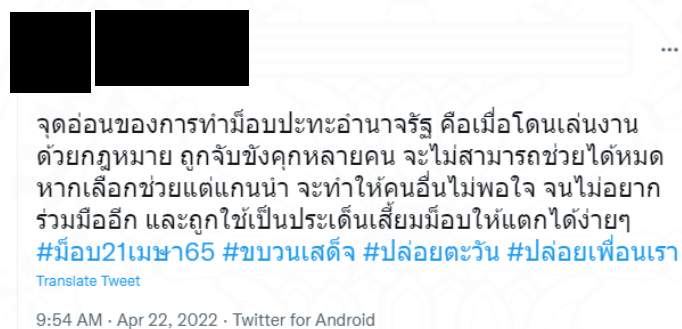 จุดอ่อนของการทำม็อบปะทะอำนาจรัฐ คือเมื่อโดนเล่นงาน
ด้วยกฎหมาย ถูกจับขังคุกหลายคน จะไม่สามารถช่วยได้หมด
หากเลือกช่วยแต่แกนนำ จะทำให้คนอื่นไม่พอใจ จนไม่อยาก
ร่วมมืออีก และถูกใช้เป็นประเด็นเสี้ยมม็อบให้แตกได้ง่ายๆ
#ม็อบ21เมษา65 #ขบวนเสด็จ #ปล่อยตะวัน #ปล่อยเพื่อนเรา
Translate Tweet
9:54 AM · Apr 22, 2022 · Twitter for Android